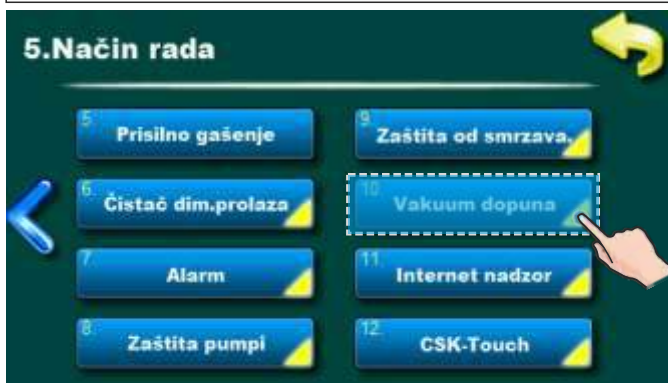 5.Način rada
5. Prisilno gašenje
6. Čistač dim.prolaza
7. Alarm
8. Zaštita pumpi
9. Zaštita od smrzava.
10. Vakuum dopuna
11. Internet nadzor
12. CSK-Touch